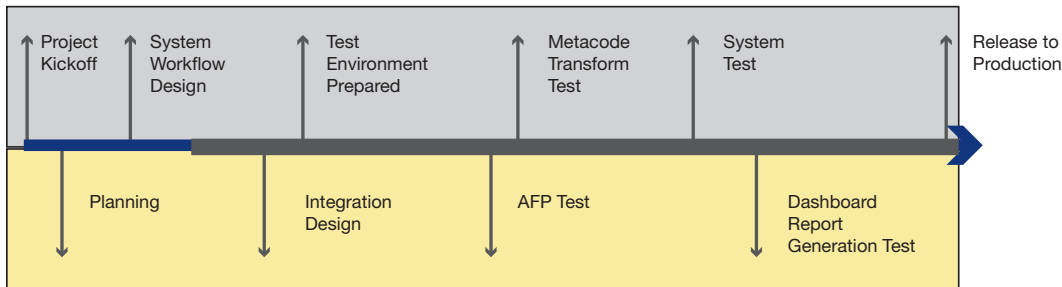 Project
Kickoff
System
Workflow
Design
Test
Environment
Prepared
Metacode
Transform
Test
System
Test
Release to
Production
Planning
Integration
Design
AFP Test
Dashboard
Report
Generation Test